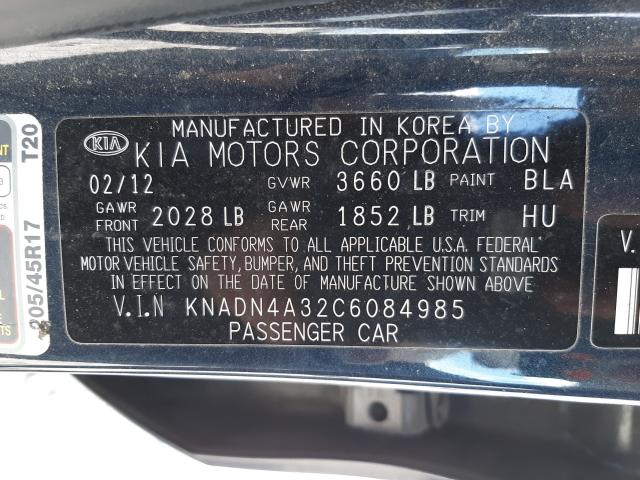 MANUFACTURED IN KOREA BY
KIA KIA MOTORS CORPORATION
02/12 GVWR 3660 LB PAINT BLA
GAWR FRONT 2028 LB GAWR REAR 1852 LB TRIM HU
THIS VEHICLE CONFORMS TO ALL APPLICABLE U.S.A. FEDERAL
MOTOR VEHICLE SAFETY, BUMPER, AND THEFT PREVENTION STANDARDS
IN EFFECT ON THE DATE OF MANUFACTURE SHOWN ABOVE.
V.I.N KNADN4A32C6084985
PASSENGER CAR
205/45R17 T20
V.